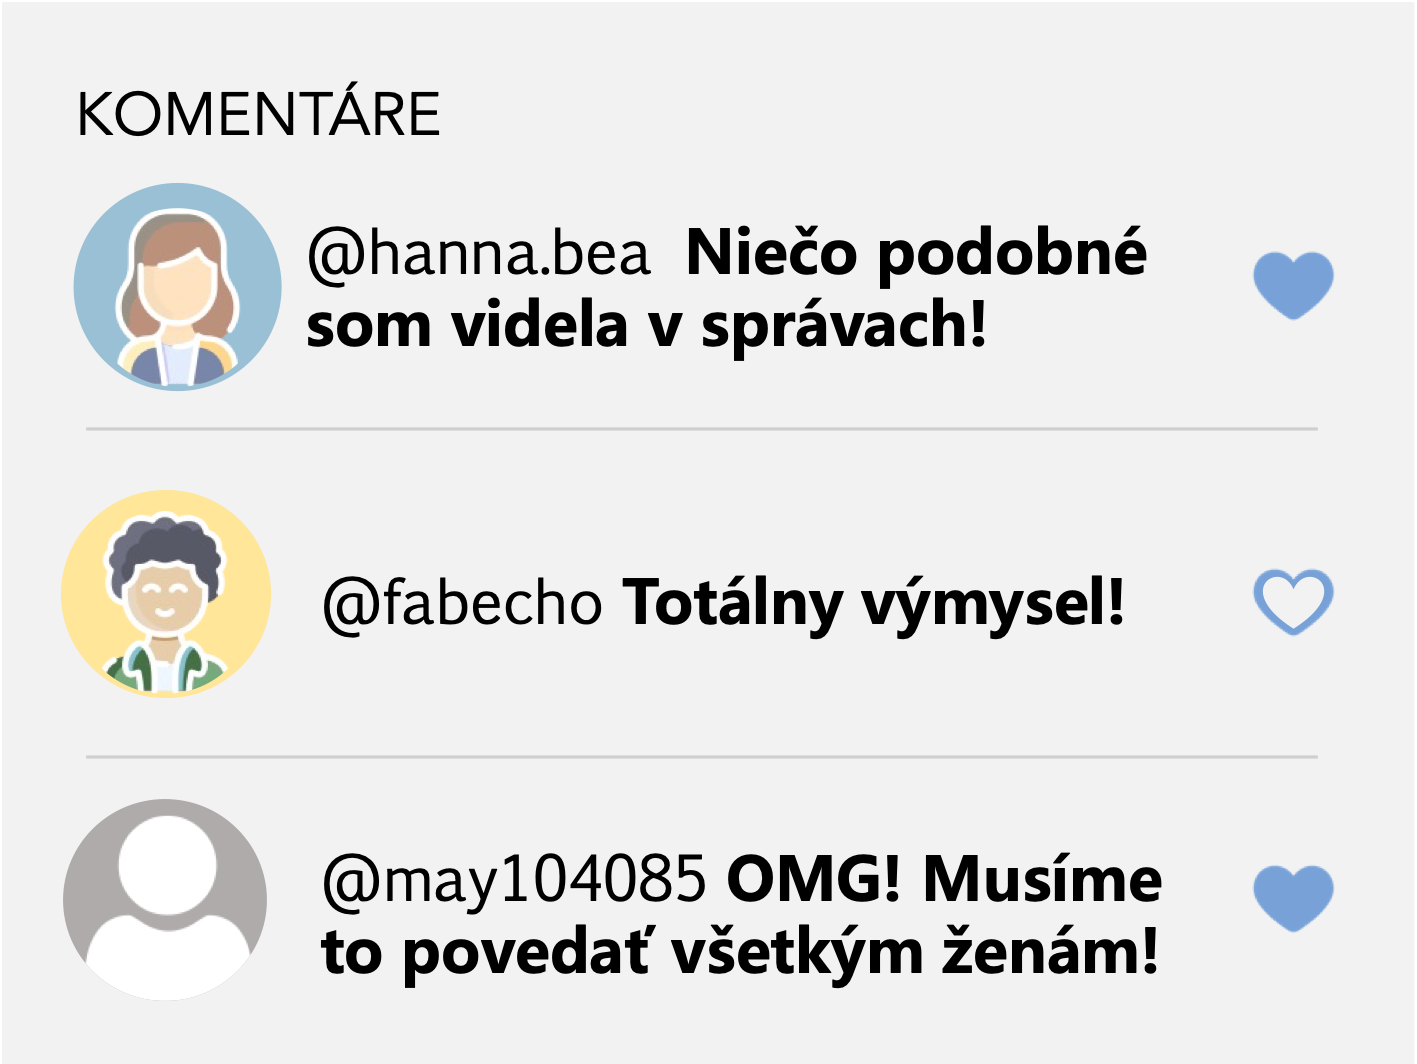 KOMENTÁRE
@hanna.bea Niečo podobné
som videla v správach!
@fabecho Totálny výmysel!
@may104085 OMG! Musíme
to povedať všetkým ženám!